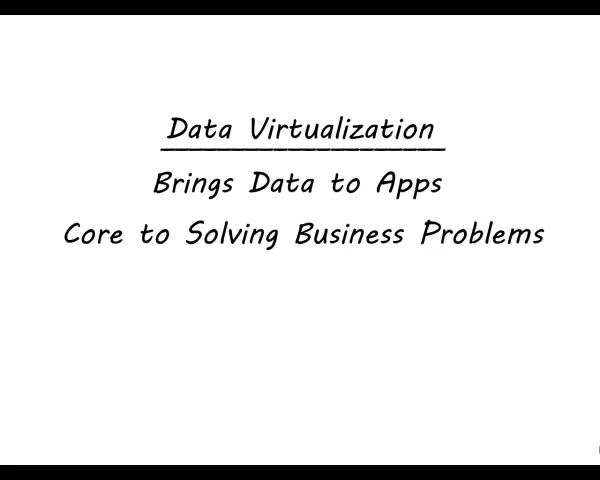 Data Virtualization
Brings Data to Apps
Core to Solving Business Problems